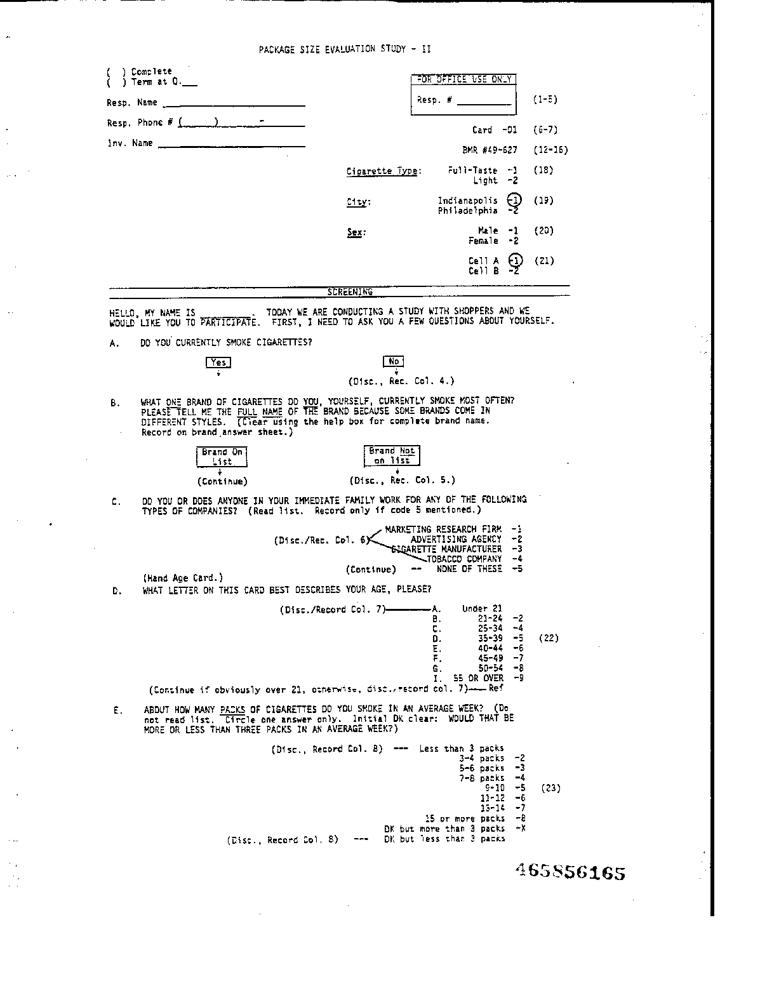 PACKAGE SIZE EVALUATION STUDY - II
( ) Complete
( ) Term at Q.___
FOR OFFICE USE ONLY
Resp. # _________ (1-5)
Resp. Name _______________________
Resp. Phone # (     )      -
Card -01 (6-7)
Inv. Name _______________________
BMR #49-627 (12-16)
Cigarette Type: Full-Taste -1 (18)
Light -2
City: Indianapolis -1 (19)
Philadelphia -2
Sex: Male -1 (20)
Female -2
Cell A -1 (21)
Cell B -2
SCREENING
HELLO, MY NAME IS _________. TODAY WE ARE CONDUCTING A STUDY WITH SHOPPERS AND WE
WOULD LIKE YOU TO PARTICIPATE. FIRST, I NEED TO ASK YOU A FEW QUESTIONS ABOUT YOURSELF.
A. DO YOU CURRENTLY SMOKE CIGARETTES?
Yes No
(Disc., Rec. Col. 4.)
B. WHAT ONE BRAND OF CIGARETTES DO YOU, YOURSELF, CURRENTLY SMOKE MOST OFTEN?
PLEASE TELL ME THE FULL NAME OF THE BRAND BECAUSE SOME BRANDS COME IN
DIFFERENT STYLES. (Clear using the help box for complete brand name.
Record on brand answer sheet.)
Brand On Brand Not
List on list
(Continue) (Disc., Rec. Col. 5.)
C. DO YOU OR DOES ANYONE IN YOUR IMMEDIATE FAMILY WORK FOR ANY OF THE FOLLOWING
TYPES OF COMPANIES? (Read list. Record only if code 5 mentioned.)
MARKETING RESEARCH FIRM -1
(Disc./Rec. Col. 6) ADVERTISING AGENCY -2
CIGARETTE MANUFACTURER -3
TOBACCO COMPANY -4
(Continue) -- NONE OF THESE -5
(Hand Age Card.)
D. WHAT LETTER ON THIS CARD BEST DESCRIBES YOUR AGE, PLEASE?
(Disc./Record Col. 7) A. Under 21
B. 21-24 -2
C. 25-34 -4
D. 35-39 -5 (22)
E. 40-44 -6
F. 45-49 -7
G. 50-54 -8
I. 55 OR OVER -9
(Continue if obviously over 21, otherwise, disc./record col. 7) Ref
E. ABOUT HOW MANY PACKS OF CIGARETTES DO YOU SMOKE IN AN AVERAGE WEEK? (Do
not read list. Circle one answer only. Initial DK clear: WOULD THAT BE
MORE OR LESS THAN THREE PACKS IN AN AVERAGE WEEK?)
(Disc., Record Col. 8) --- Less than 3 packs
3-4 packs -2
5-6 packs -3
7-8 packs -4
9-10 -5 (23)
11-12 -6
13-14 -7
15 or more packs -8
DK but more than 3 packs -X
(Disc., Record Col. 8) --- DK but less than 3 packs
465856165